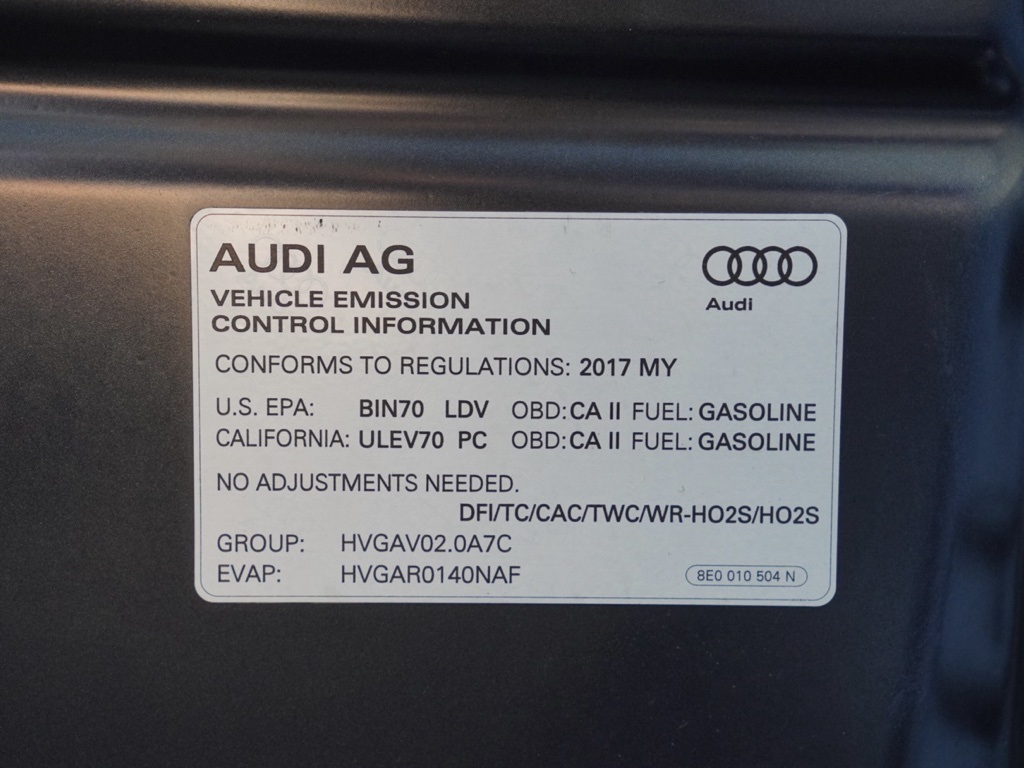 AUDI AG
Audi
VEHICLE EMISSION
CONTROL INFORMATION
CONFORMS TO REGULATIONS: 2017 MY
U.S. EPA: BIN70 LDV OBD:CA II FUEL: GASOLINE
CALIFORNIA: ULEV70 PC OBD:CA II FUEL: GASOLINE
NO ADJUSTMENTS NEEDED.
DFI/TC/CAC/TWC/WR-HO2S/HO2S
GROUP: HVGAV02.0A7C
EVAP: HVGAR0140NAF
8E0 010 504 N